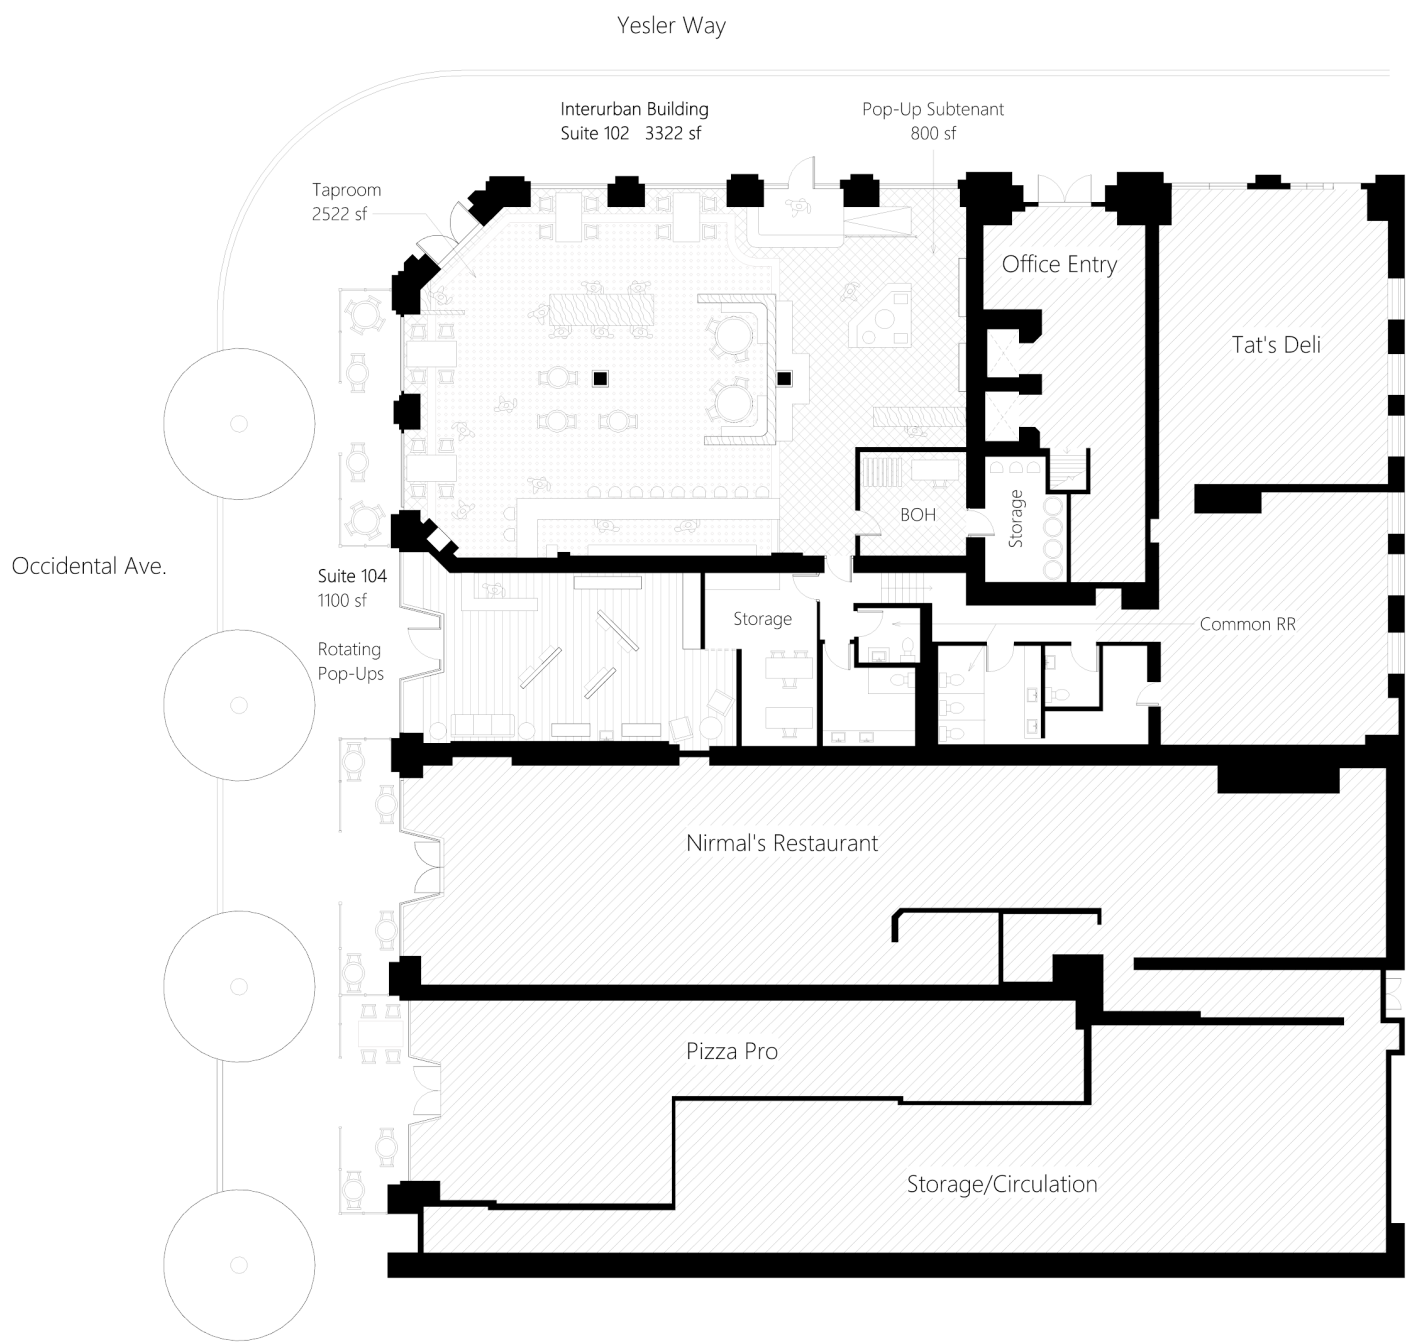 Yesler Way
Interurban Building
Suite 102 3322 sf
Pop-Up Subtenant
800 sf
Taproom
2522 sf
Office Entry
Tat's Deli
BOH
Storage
Occidental Ave.
Suite 104
1100 sf
Rotating
Pop-Ups
Storage
Common RR
Nirmal's Restaurant
Pizza Pro
Storage/Circulation